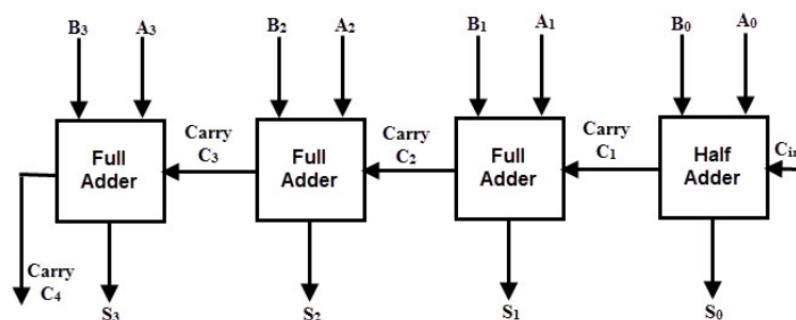 B₃ A₃ B₂ A₂ B₁ A₁ B₀ A₀
Full Adder
Carry C₃
Full Adder
Carry C₂
Full Adder
Carry C₁
Half Adder
Cin
Carry C₄
S₃ S₂ S₁ S₀